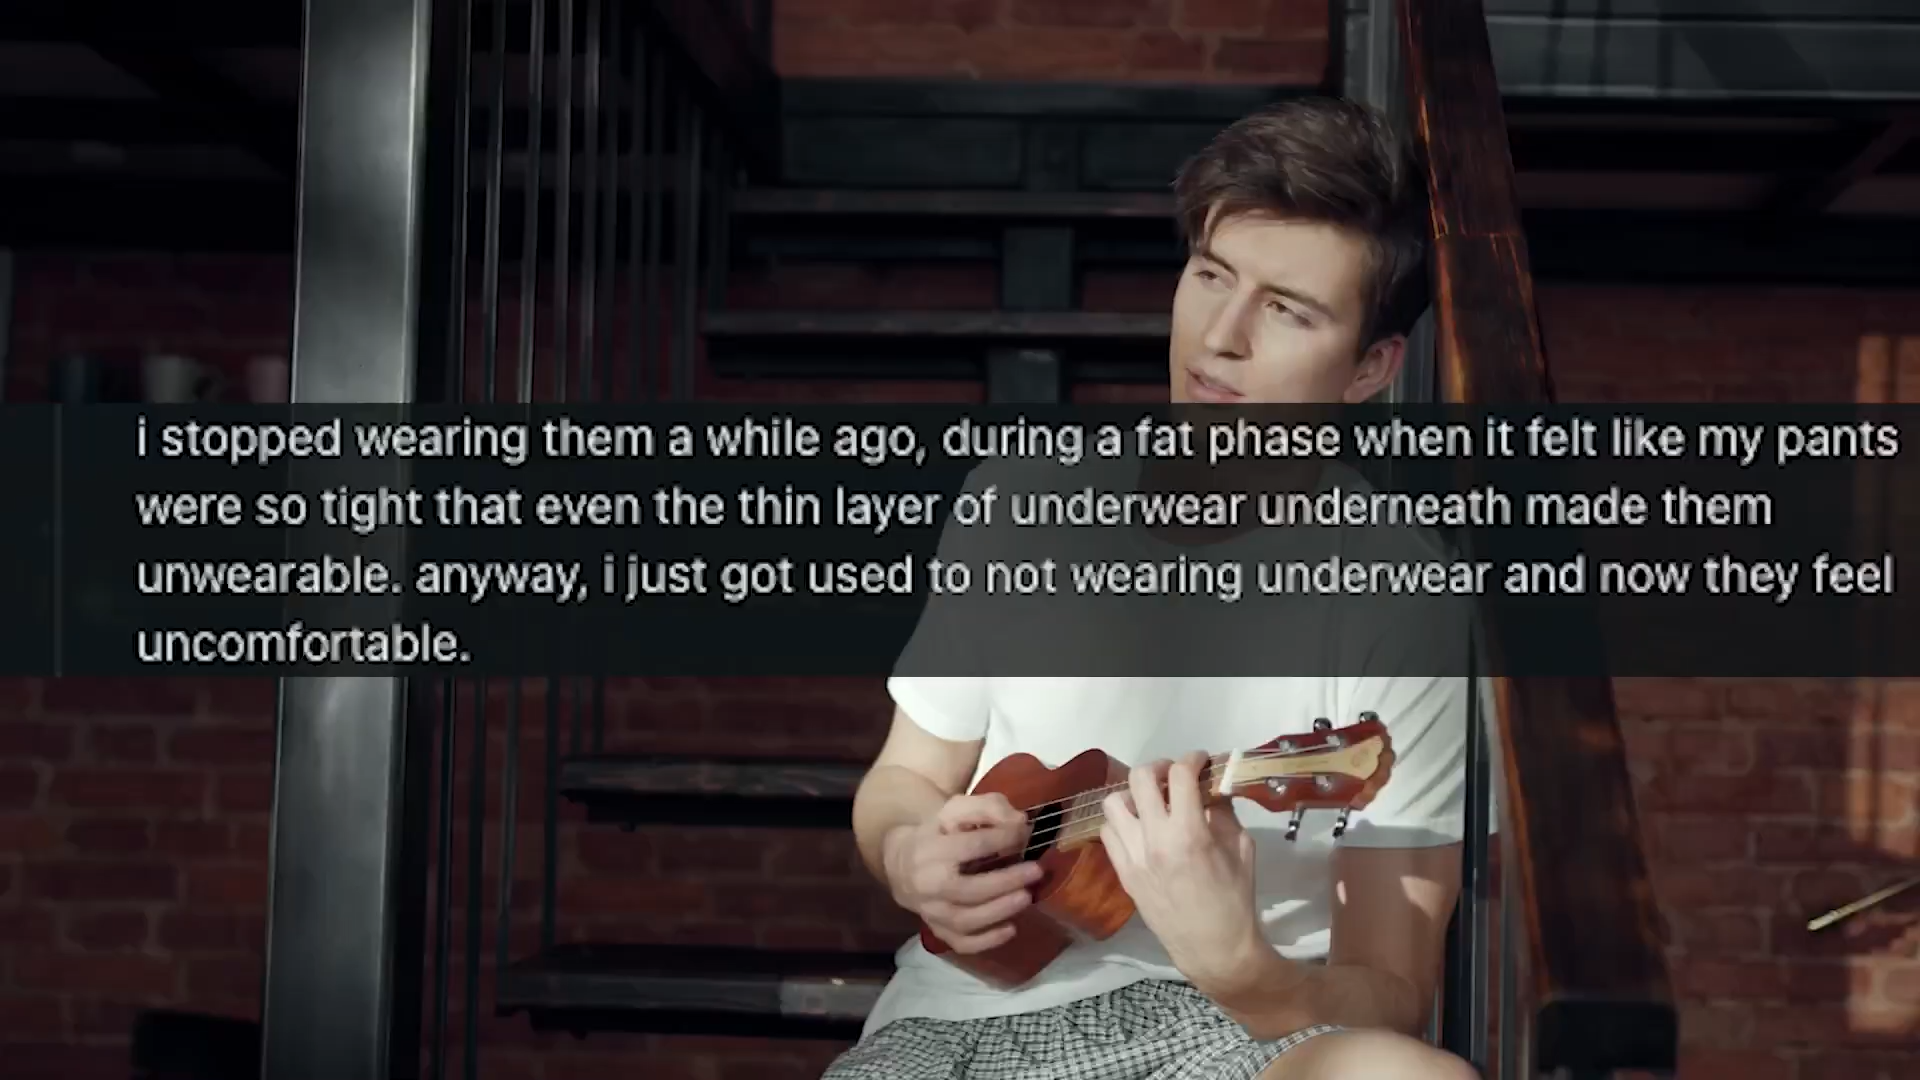 i stopped wearing them a while ago, during a fat phase when it felt like my pants
were so tight that even the thin layer of underwear underneath made them
unwearable. anyway, i just got used to not wearing underwear and now they feel
uncomfortable.